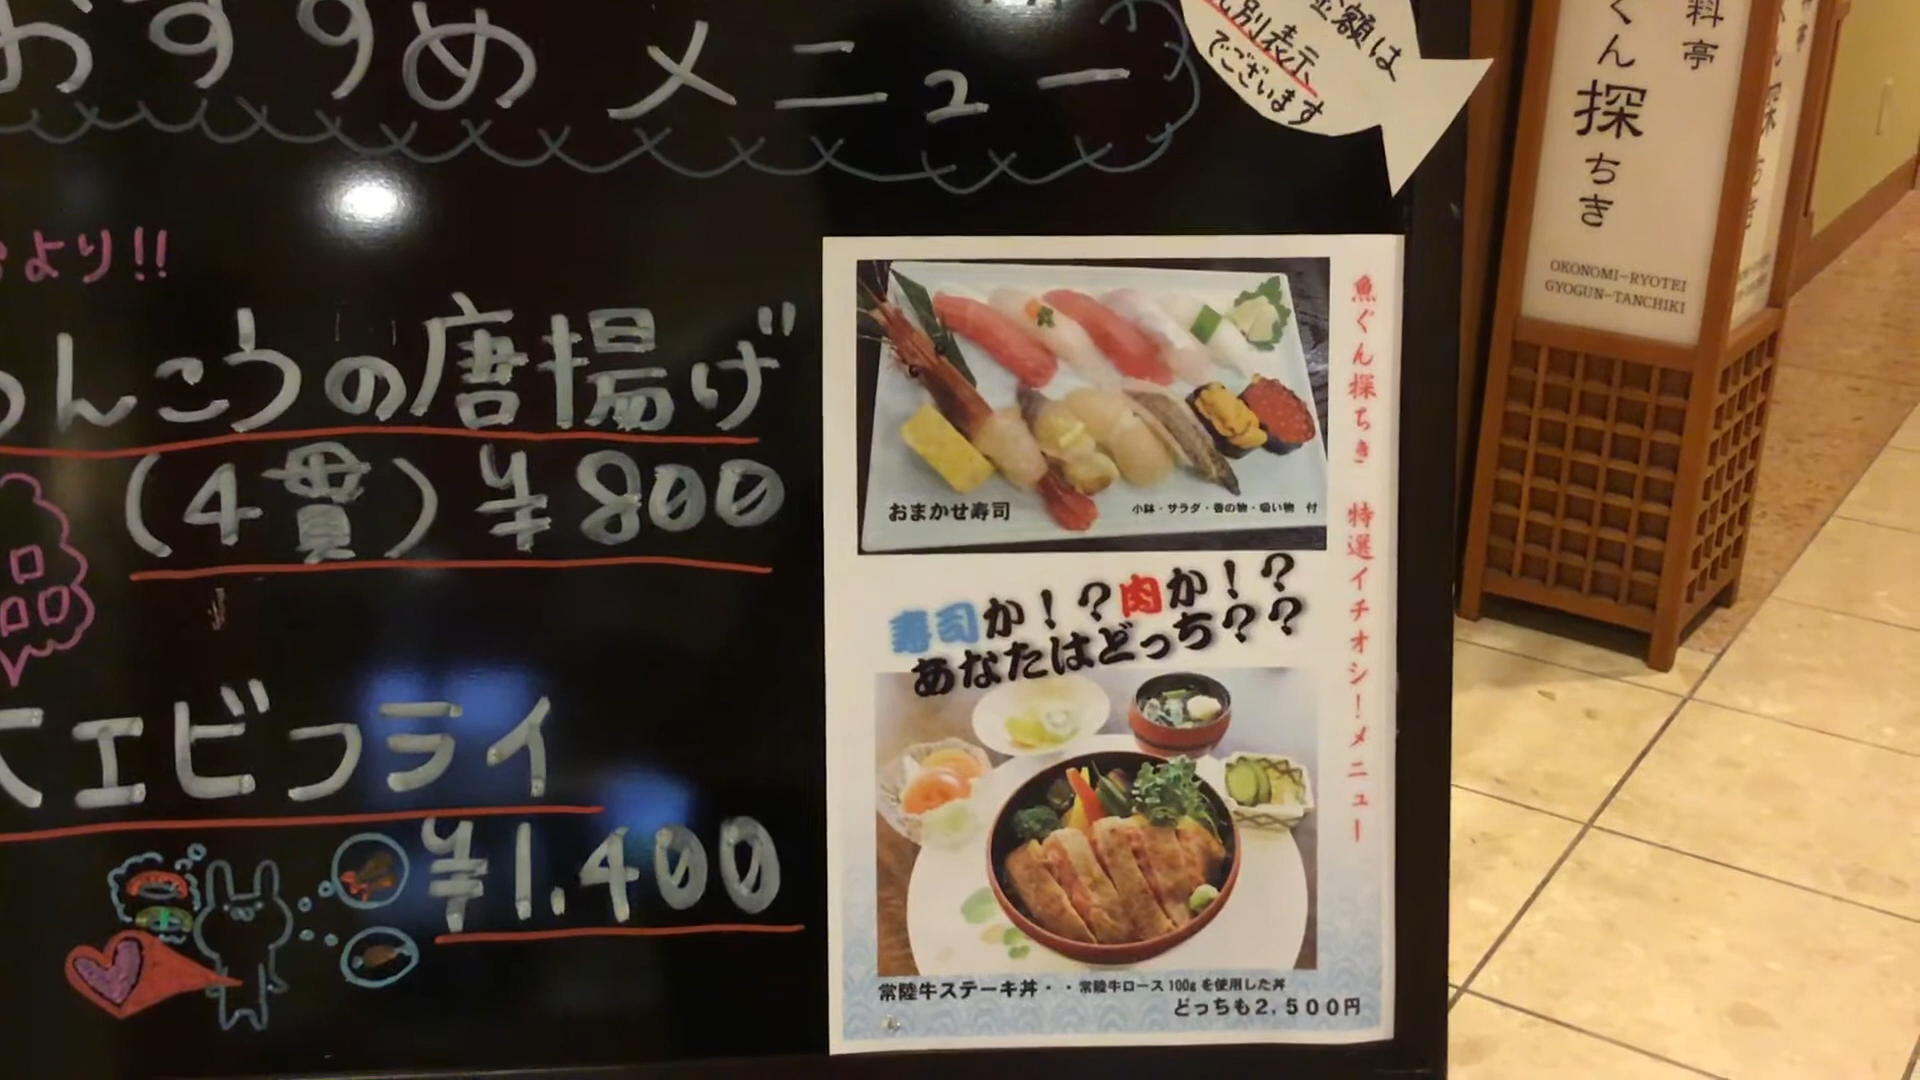 おすすめメニュー
金額は
別表示
でございます
より!!
んこうの唐揚げ
(4貫) ¥800
品
大エビフライ
¥1,400
魚ぐん探ちき 特選イチオシ!メニュー
おまかせ寿司
小鉢・サラダ・香の物・吸い物 付
寿司か!?肉か!?
あなたはどっち??
常陸牛ステーキ丼・・常陸牛ロース100gを使用した丼
どっちも2,500円
料亭
ぐん探ちき
OKONOMI-RYOTEI
GYOGUN-TANCHIKI